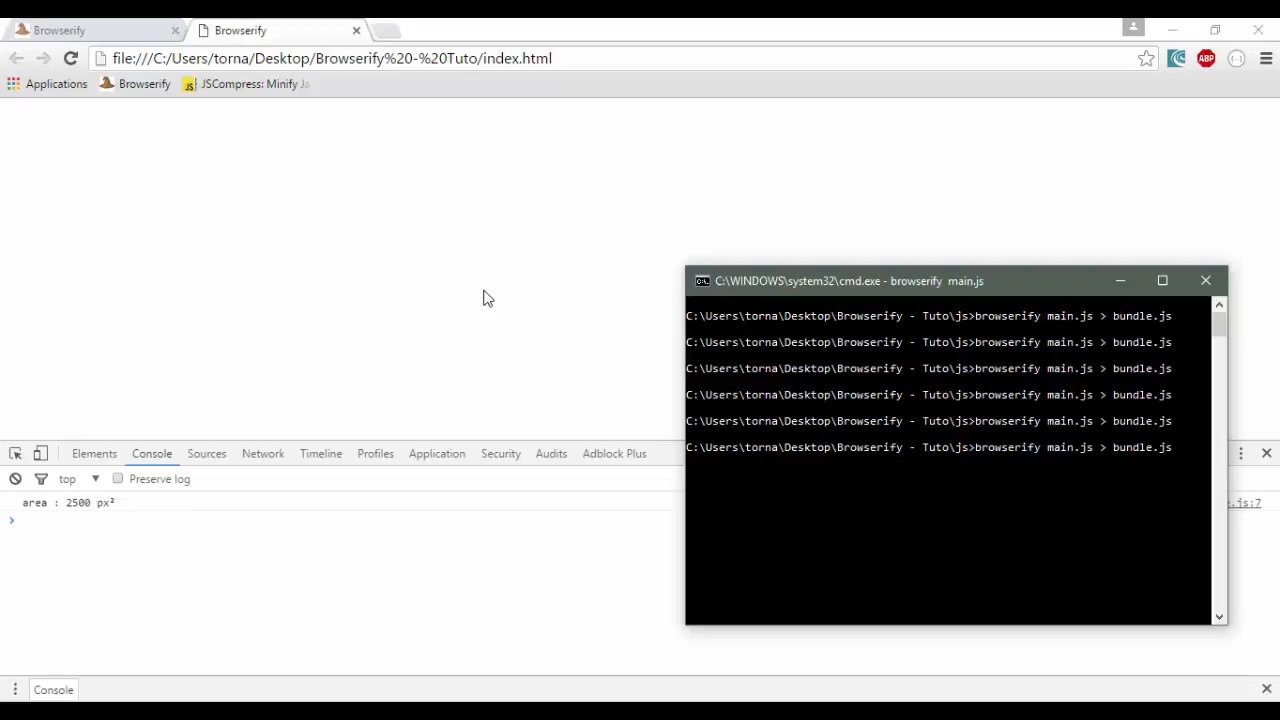 Browserify
Browserify
file:///C:/Users/torna/Desktop/Browserify%20-%20Tuto/index.html
ABP
Applications
Browserify
JS
JSCompress: Minify Ja
C:\WINDOWS\system32\cmd.exe - browserify main.js
C:\Users\torna\Desktop\Browserify - Tuto\js>browserify main.js > bundle.js
C:\Users\torna\Desktop\Browserify - Tuto\js>browserify main.js > bundle.js
C:\Users\torna\Desktop\Browserify - Tuto\js>browserify main.js > bundle.js
C:\Users\torna\Desktop\Browserify - Tuto\js>browserify main.js > bundle.js
C:\Users\torna\Desktop\Browserify - Tuto\js>browserify main.js > bundle.js
C:\Users\torna\Desktop\Browserify - Tuto\js>browserify main.js > bundle.js
Elements Console Sources Network Timeline Profiles Application Security Audits Adblock Plus
top Preserve log
area : 2500 px² e.js:7
Console